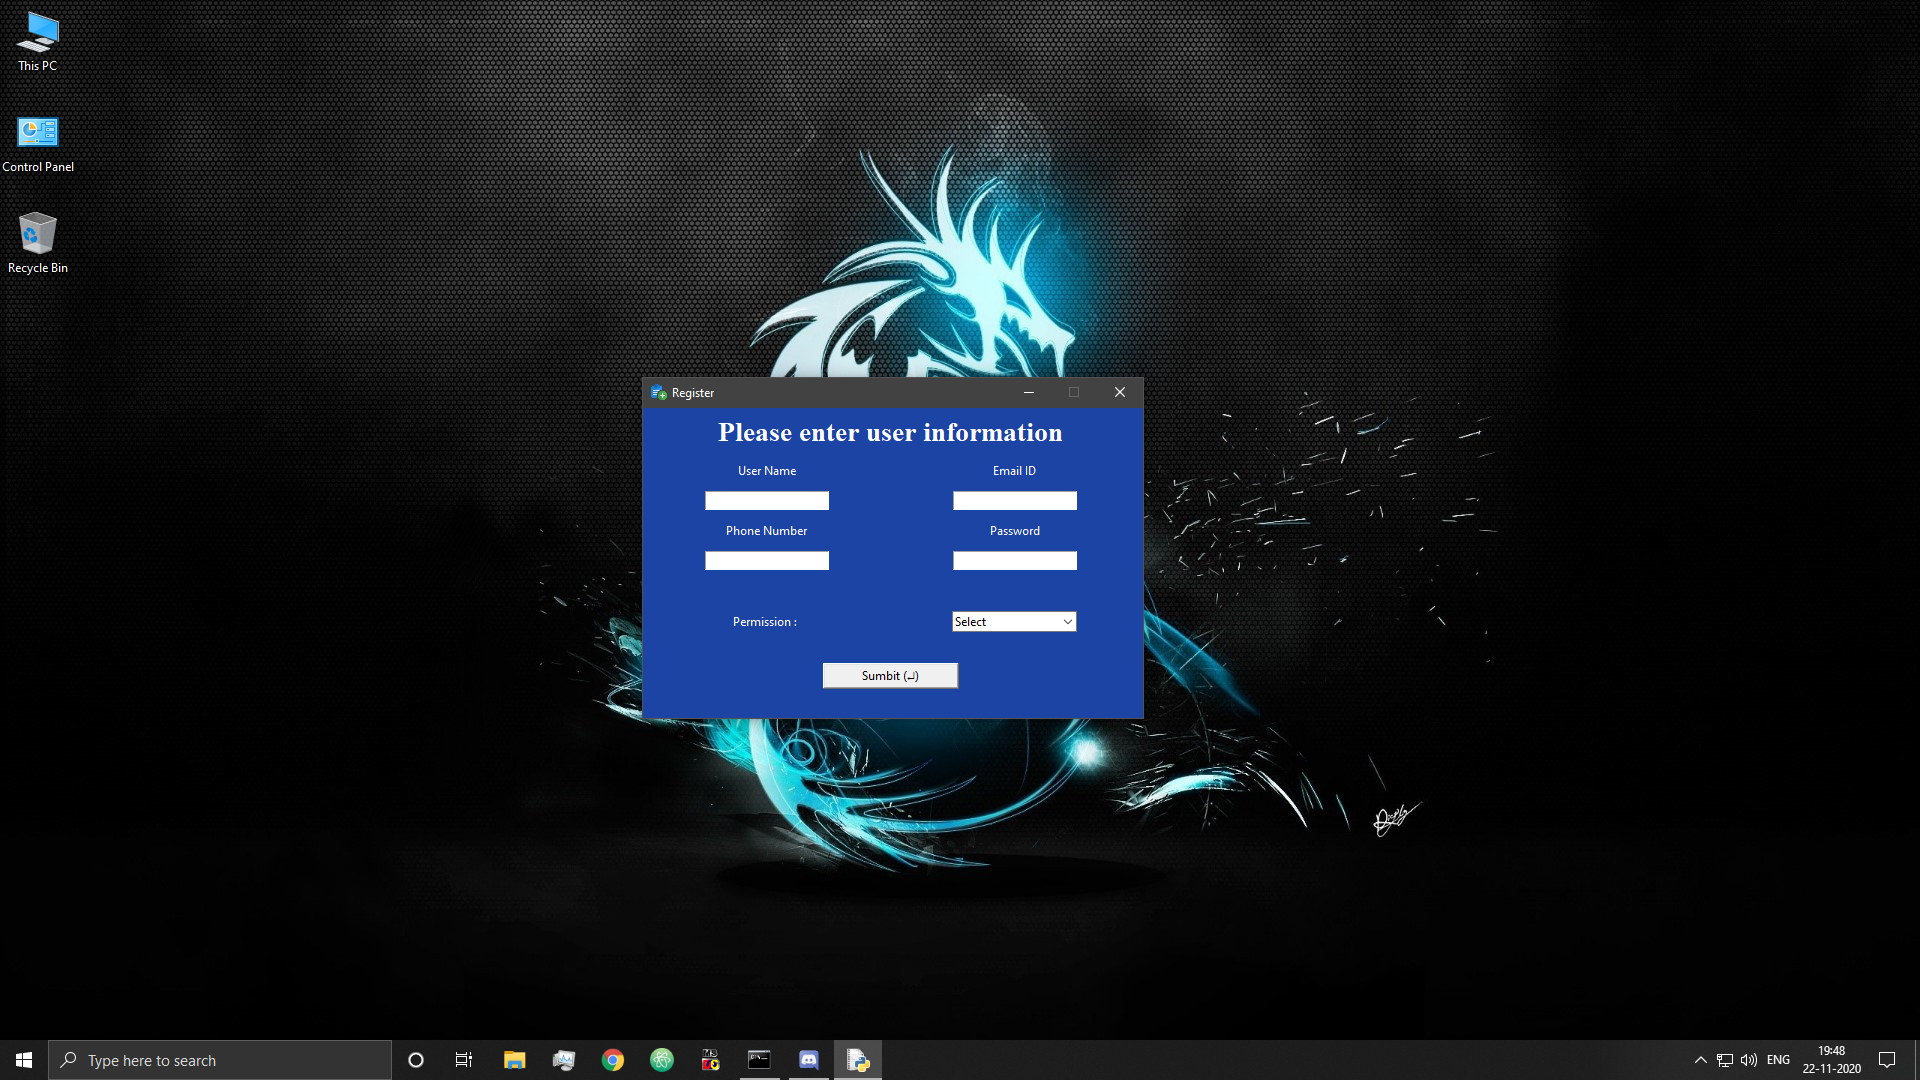 This PC
Control Panel
Recycle Bin
Register
Please enter user information
User Name
Email ID
Phone Number
Password
Permission :
Select
Sumbit (↵)
Type here to search
ENG
19:48
22-11-2020